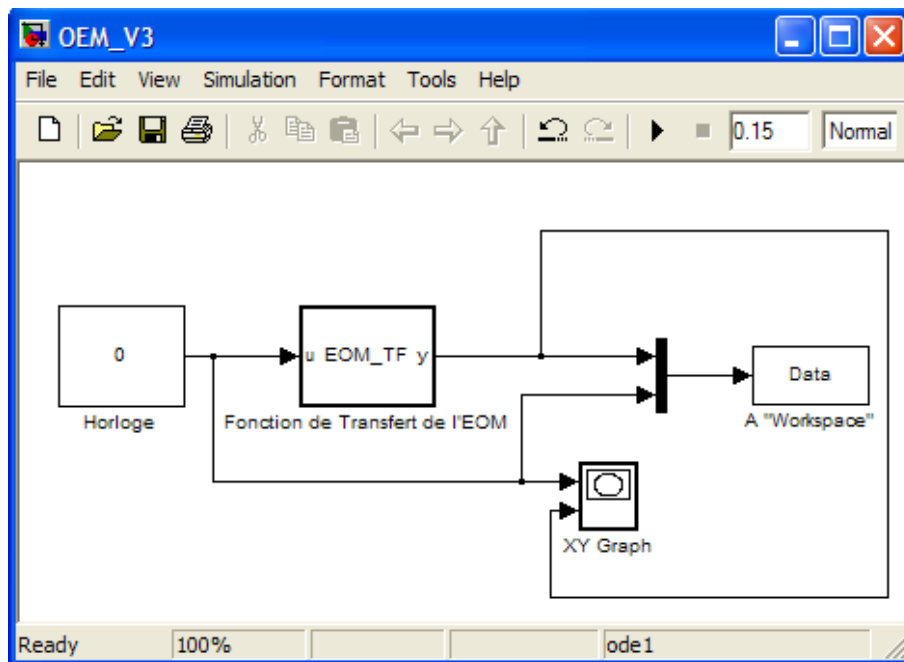 OEM_V3
File Edit View Simulation Format Tools Help
0.15 Normal
0
Horloge
u EOM_TF y
Fonction de Transfert de l'EOM
Data
A "Workspace"
XY Graph
Ready 100% ode1